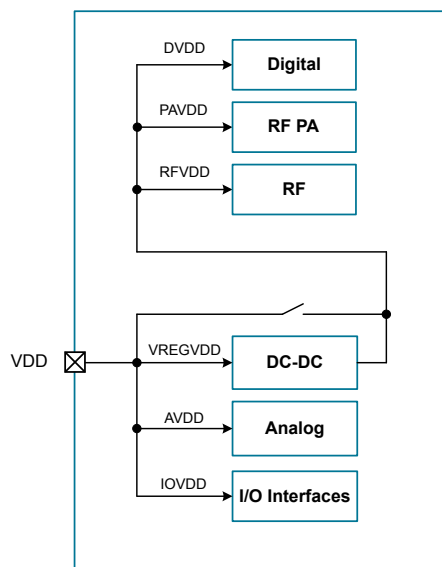 DVDD
Digital
PAVDD
RF PA
RFVDD
RF
VDD
VREGVDD
DC-DC
AVDD
Analog
IOVDD
I/O Interfaces